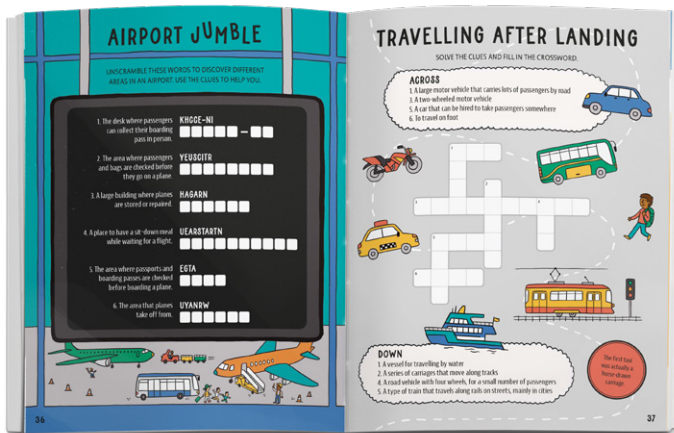 AIRPORT JUMBLE
UNSCRAMBLE THESE WORDS TO DISCOVER DIFFERENT
AREAS IN AN AIRPORT. USE THE CLUES TO HELP YOU.
1. The desk where passengers
can collect their boarding
pass in person.
KHGCE-NI
2. The area where passengers
and bags are checked before
they go on a plane.
YEUSCITR
3. A large building where planes
are stored or repaired.
HAGARN
4. A place to have a sit-down meal
while waiting for a flight.
UEARSTARTN
5. The area where passports and
boarding passes are checked
before boarding a plane.
EGTA
6. The area that planes
take off from.
UYANRW
36
TRAVELLING AFTER LANDING
SOLVE THE CLUES AND FILL IN THE CROSSWORD.
ACROSS
1. A large motor vehicle that carries lots of passengers by road
3. A two-wheeled motor vehicle
5. A car that can be hired to take passengers somewhere
6. To travel on foot
1
2
3
4
5
6
DOWN
1. A vessel for travelling by water
2. A series of carriages that move along tracks
4. A road vehicle with four wheels, for a small number of passengers
5. A type of train that travels along rails on streets, mainly in cities
The first taxi
was actually a
horse-drawn
carriage.
37